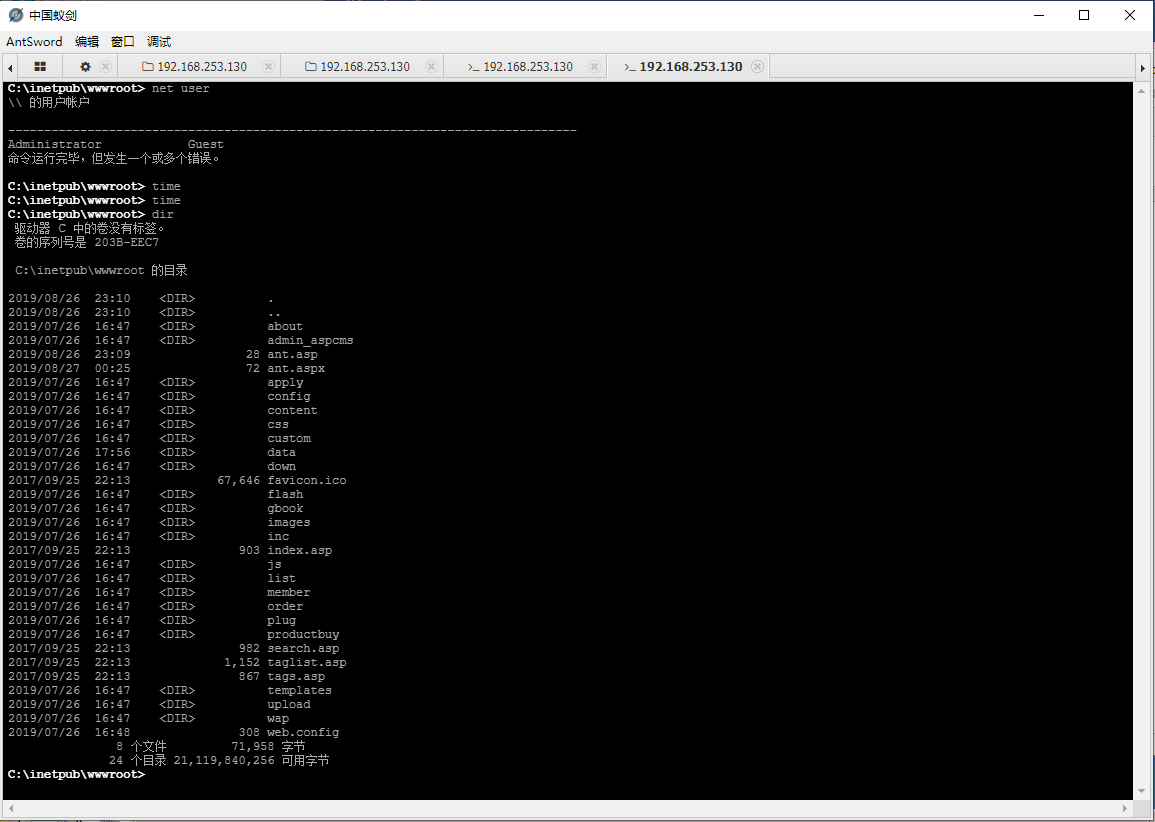 中国蚁剑
AntSword 编辑 窗口 调试
192.168.253.130 192.168.253.130 >_ 192.168.253.130 >_ 192.168.253.130
C:\inetpub\wwwroot> net user
\\ 的用户帐户
-------------------------------------------------------------------------------
Administrator            Guest
命令运行完毕，但发生一个或多个错误。
C:\inetpub\wwwroot> time
C:\inetpub\wwwroot> time
C:\inetpub\wwwroot> dir
驱动器 C 中的卷没有标签。
卷的序列号是 203B-EEC7
C:\inetpub\wwwroot 的目录
2019/08/26  23:10    <DIR>          .
2019/08/26  23:10    <DIR>          ..
2019/07/26  16:47    <DIR>          about
2019/07/26  16:47    <DIR>          admin_aspcms
2019/08/26  23:09                28 ant.asp
2019/08/27  00:25                72 ant.aspx
2019/07/26  16:47    <DIR>          apply
2019/07/26  16:47    <DIR>          config
2019/07/26  16:47    <DIR>          content
2019/07/26  16:47    <DIR>          css
2019/07/26  16:47    <DIR>          custom
2019/07/26  17:56    <DIR>          data
2019/07/26  16:47    <DIR>          down
2017/09/25  22:13            67,646 favicon.ico
2019/07/26  16:47    <DIR>          flash
2019/07/26  16:47    <DIR>          gbook
2019/07/26  16:47    <DIR>          images
2019/07/26  16:47    <DIR>          inc
2017/09/25  22:13               903 index.asp
2019/07/26  16:47    <DIR>          js
2019/07/26  16:47    <DIR>          list
2019/07/26  16:47    <DIR>          member
2019/07/26  16:47    <DIR>          order
2019/07/26  16:47    <DIR>          plug
2019/07/26  16:47    <DIR>          productbuy
2017/09/25  22:13               982 search.asp
2017/09/25  22:13             1,152 taglist.asp
2017/09/25  22:13               867 tags.asp
2019/07/26  16:47    <DIR>          templates
2019/07/26  16:47    <DIR>          upload
2019/07/26  16:47    <DIR>          wap
2019/07/26  16:48               308 web.config
8 个文件         71,958 字节
24 个目录 21,119,840,256 可用字节
C:\inetpub\wwwroot>